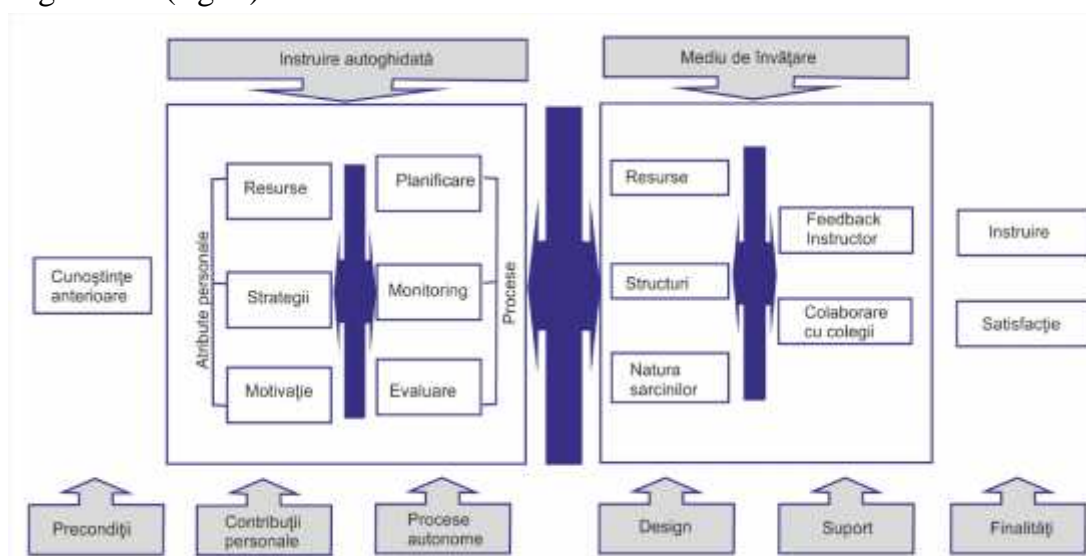 Instruire autoghidată
Mediu de învățare
Resurse
Strategii
Motivație
Atribute personale
Planificare
Monitoring
Evaluare
Procese
Cunoștințe
anterioare
Resurse
Structuri
Natura
sarcinilor
Feedback
Instructor
Colaborare
cu colegii
Instruire
Satisfacție
Precondiții
Contribuții
personale
Procese
autonome
Design
Suport
Finalități